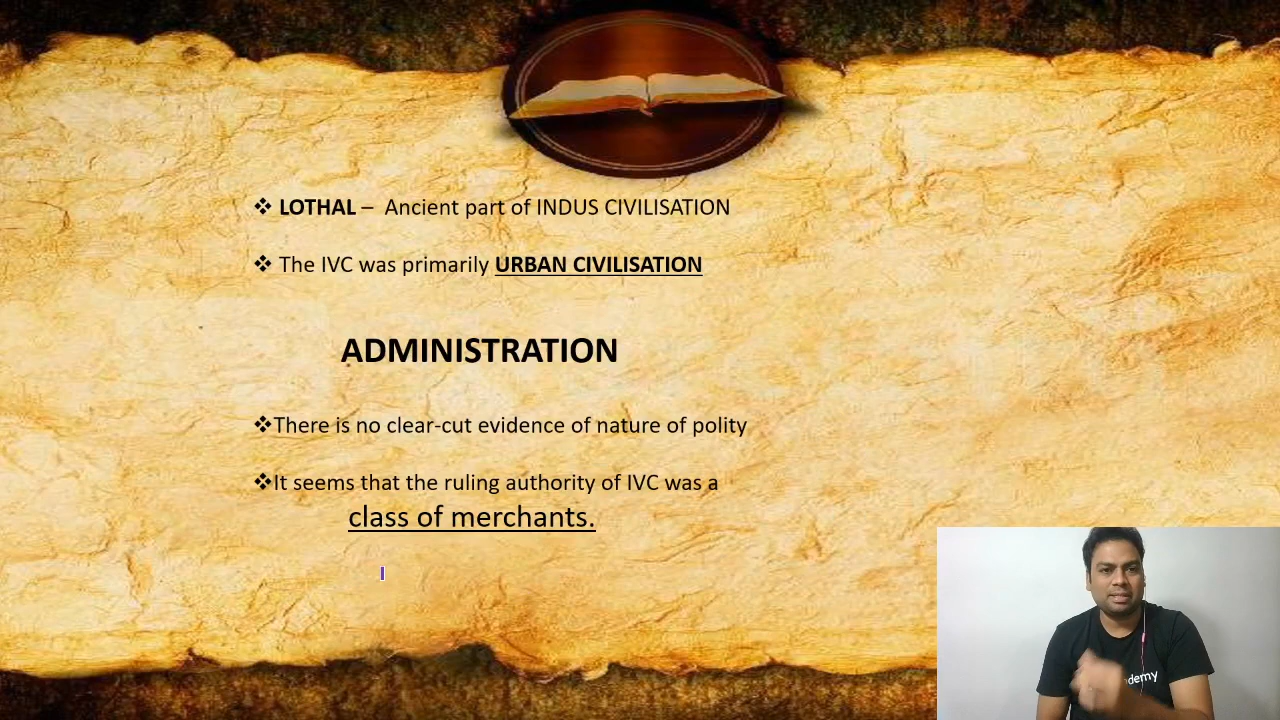 ❖ LOTHAL – Ancient part of INDUS CIVILISATION
❖ The IVC was primarily URBAN CIVILISATION
ADMINISTRATION
❖There is no clear-cut evidence of nature of polity
❖It seems that the ruling authority of IVC was a
class of merchants.
demy